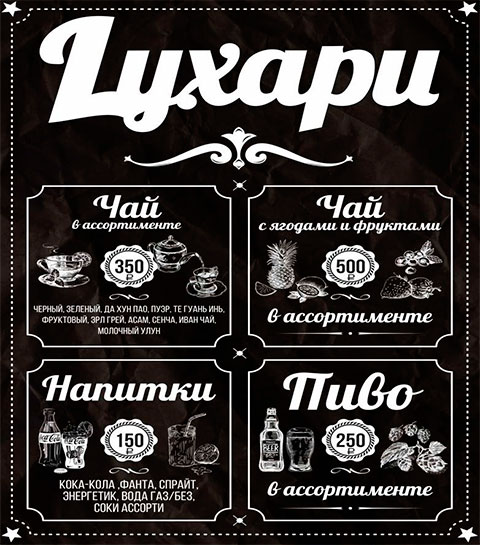 Lухари
Чай
в ассортименте
350
₽
ЧЕРНЫЙ, ЗЕЛЕНЫЙ, ДА ХУН ПАО, ПУЭР, ТЕ ГУАНЬ ИНЬ,
ФРУКТОВЫЙ, ЭРЛ ГРЕЙ, АСАМ, СЕНЧА, ИВАН ЧАЙ,
МОЛОЧНЫЙ УЛУН
Чай
с ягодами и фруктами
500
₽
в ассортименте
Напитки
150
₽
КОКА-КОЛА ,ФАНТА, СПРАЙТ,
ЭНЕРГЕТИК, ВОДА ГАЗ/БЕЗ,
СОКИ АССОРТИ
Пиво
BEER
250
₽
в ассортименте